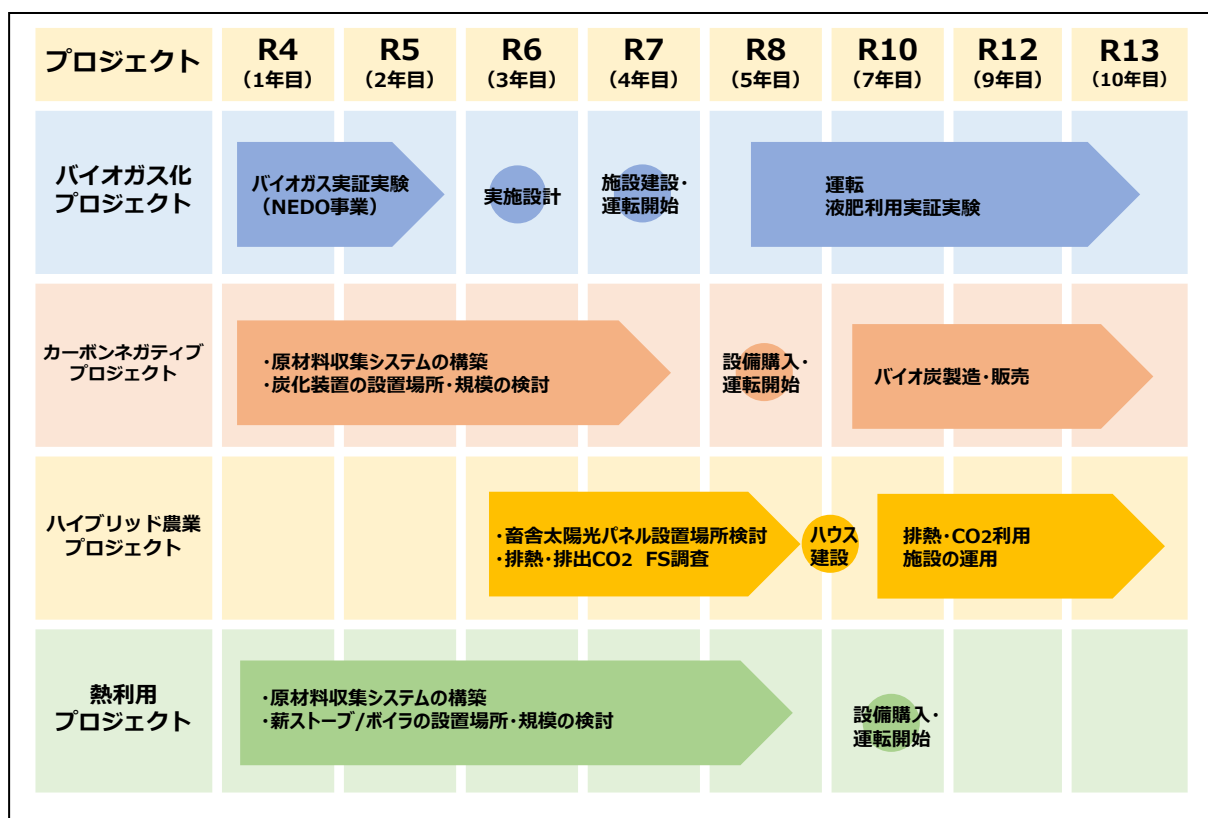 プロジェクト
R4
（1年目）
R5
（2年目）
R6
（3年目）
R7
（4年目）
R8
（5年目）
R10
（7年目）
R12
（9年目）
R13
（10年目）
バイオガス化
プロジェクト
バイオガス実証実験
（NEDO事業）
実施設計
施設建設・
運転開始
運転
液肥利用実証実験
カーボンネガティブ
プロジェクト
・原材料収集システムの構築
・炭化装置の設置場所・規模の検討
設備購入・
運転開始
バイオ炭製造・販売
ハイブリッド農業
プロジェクト
・畜舎太陽光パネル設置場所検討
・排熱・排出CO2 FS調査
ハウス
建設
排熱・CO2利用
施設の運用
熱利用
プロジェクト
・原材料収集システムの構築
・薪ストーブ/ボイラの設置場所・規模の検討
設備購入・
運転開始